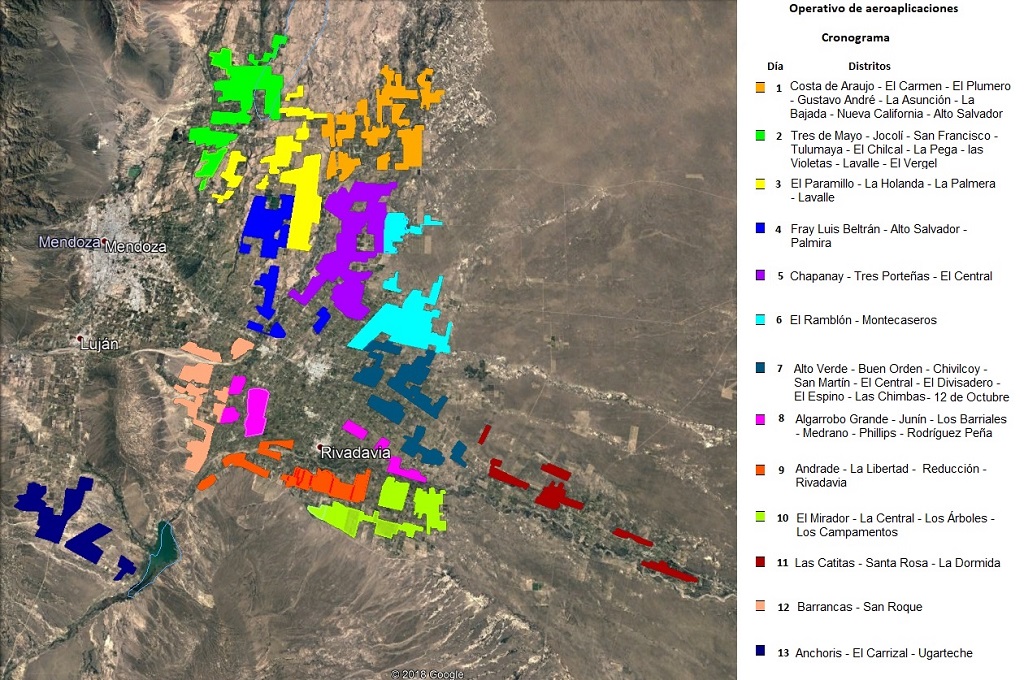 Operativo de aeroaplicaciones
Cronograma
Día Distritos
1 Costa de Araujo - El Carmen - El Plumero
- Gustavo André - La Asunción - La
Bajada - Nueva California - Alto Salvador
2 Tres de Mayo - Jocolí - San Francisco -
Tulumaya - El Chilcal - La Pega - las
Violetas - Lavalle - El Vergel
3 El Paramillo - La Holanda - La Palmera
- Lavalle
4 Fray Luis Beltrán - Alto Salvador -
Palmira
5 Chapanay - Tres Porteñas - El Central
6 El Ramblón - Montecaseros
7 Alto Verde - Buen Orden - Chivilcoy -
San Martín - El Central - El Divisadero -
El Espino - Las Chimbas- 12 de Octubre
8 Algarrobo Grande - Junín - Los Barriales
- Medrano - Phillips - Rodríguez Peña
9 Andrade - La Libertad - Reducción -
Rivadavia
10 El Mirador - La Central - Los Árboles -
Los Campamentos
11 Las Catitas - Santa Rosa - La Dormida
12 Barrancas - San Roque
13 Anchoris - El Carrizal - Ugarteche
Mendoza Mendoza
Luján
Rivadavia
© 2018 Google